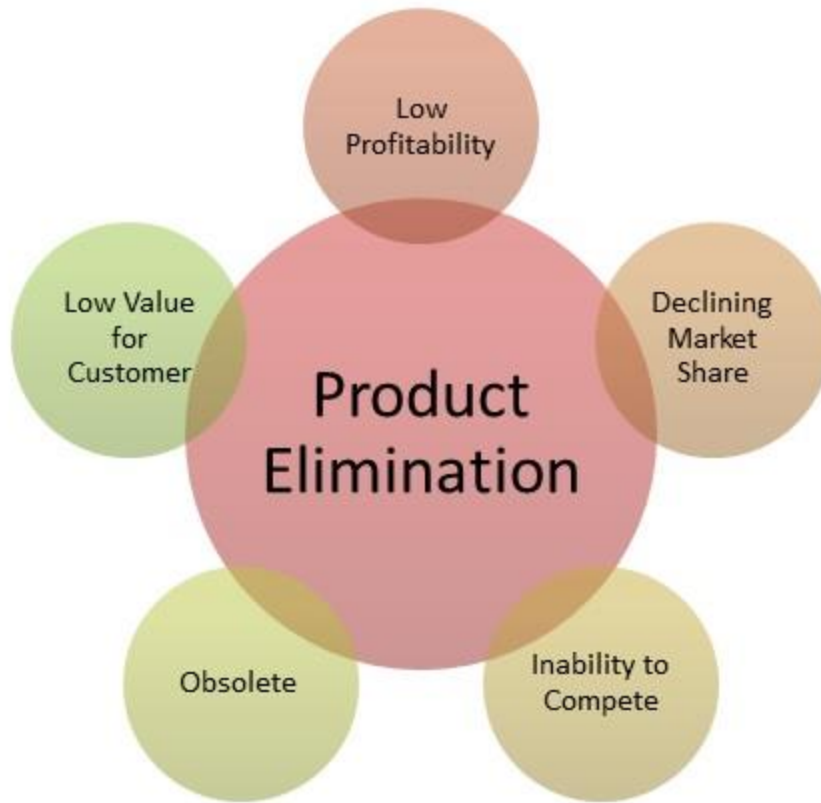 Low
Profitability
Low Value
for
Customer
Declining
Market
Share
Product
Elimination
Obsolete
Inability to
Compete